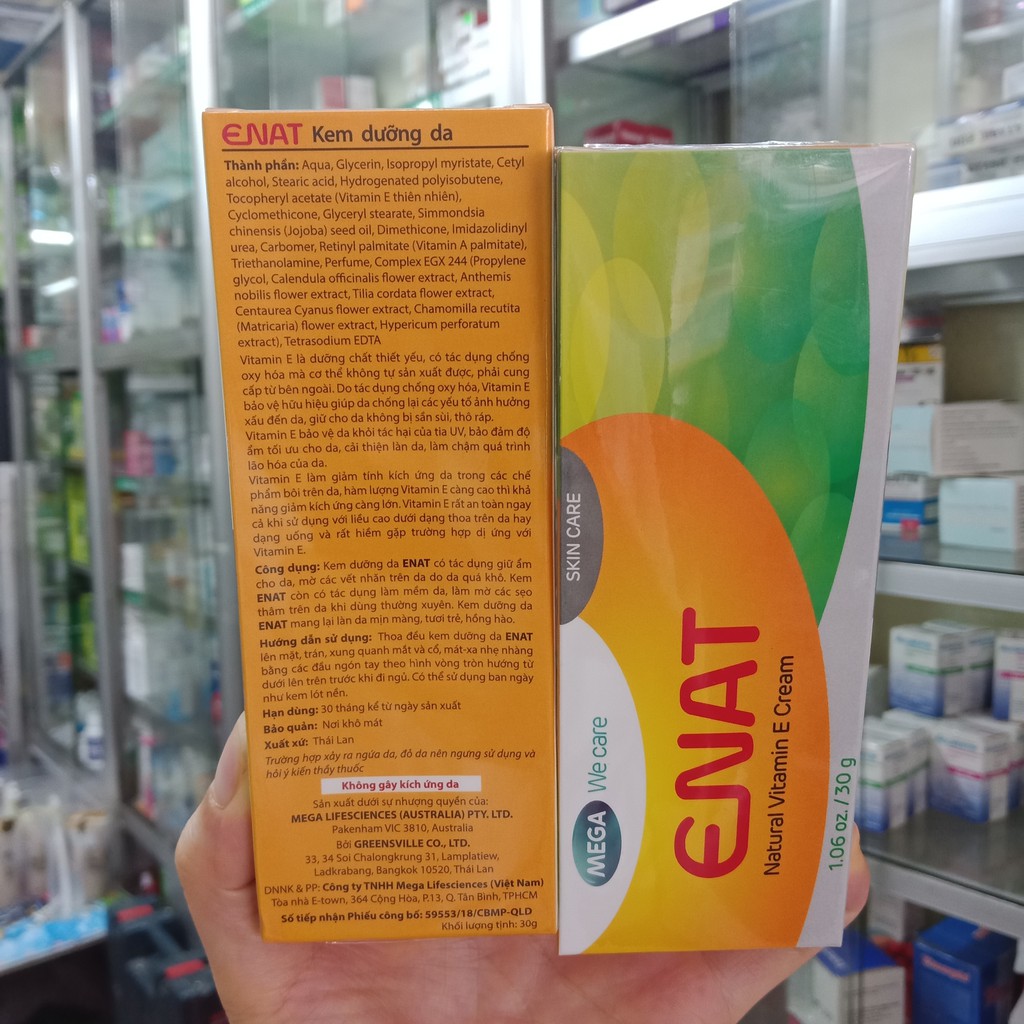 ENAT Kem dưỡng da
Thành phần: Aqua, Glycerin, Isopropyl myristate, Cetyl
alcohol, Stearic acid, Hydrogenated polyisobutene,
Tocopheryl acetate (Vitamin E thiên nhiên),
Cyclomethicone, Glyceryl stearate, Simmondsia
chinensis (Jojoba) seed oil, Dimethicone, Imidazolidinyl
urea, Carbomer, Retinyl palmitate (Vitamin A palmitate),
Triethanolamine, Perfume, Complex EGX 244 (Propylene
glycol, Calendula officinalis flower extract, Anthemis
nobilis flower extract, Tilia cordata flower extract,
Centaurea Cyanus flower extract, Chamomilla recutita
(Matricaria) flower extract, Hypericum perforatum
extract), Tetrasodium EDTA
Vitamin E là dưỡng chất thiết yếu, có tác dụng chống
oxy hóa mà cơ thể không tự sản xuất được, phải cung
cấp từ bên ngoài. Do tác dụng chống oxy hóa, Vitamin E
bảo vệ hữu hiệu giúp da chống lại các yếu tố ảnh hưởng
xấu đến da, giữ cho da không bị sần sùi, thô ráp.
Vitamin E bảo vệ da khỏi tác hại của tia UV, bảo đảm độ
ẩm tối ưu cho da, cải thiện làn da, làm chậm quá trình
lão hóa của da.
Vitamin E làm giảm tính kích ứng da trong các chế
phẩm bôi trên da, hàm lượng Vitamin E càng cao thì khả
năng giảm kích ứng càng lớn. Vitamin E rất an toàn ngay
cả khi sử dụng với liều cao dưới dạng thoa trên da hay
dạng uống và rất hiếm gặp trường hợp dị ứng với
Vitamin E.
Công dụng: Kem dưỡng da ENAT có tác dụng giữ ẩm
cho da, mờ các vết nhăn trên da do da quá khô. Kem
ENAT còn có tác dụng làm mềm da, làm mờ các sẹo
thâm trên da khi dùng thường xuyên. Kem dưỡng da
ENAT mang lại làn da mịn màng, tươi trẻ, hồng hào.
Hướng dẫn sử dụng: Thoa đều kem dưỡng da ENAT
lên mặt, trán, xung quanh mắt và cổ, mát-xa nhẹ nhàng
bằng các đầu ngón tay theo hình vòng tròn hướng từ
dưới lên trên trước khi đi ngủ. Có thể sử dụng ban ngày
như kem lót nền.
Hạn dùng: 30 tháng kể từ ngày sản xuất
Bảo quản: Nơi khô mát
Xuất xứ: Thái Lan
Trường hợp xảy ra ngứa da, đỏ da nên ngưng sử dụng và
hỏi ý kiến thầy thuốc
Không gây kích ứng da
Sản xuất dưới sự nhượng quyền của:
MEGA LIFESCIENCES (AUSTRALIA) PTY. LTD.
Pakenham VIC 3810, Australia
Bởi GREENSVILLE CO., LTD.
33, 34 Soi Chalongkrung 31, Lamplatiew,
Ladkrabang, Bangkok 10520, Thái Lan
DNNK & PP: Công ty TNHH Mega Lifesciences (Việt Nam)
Tòa nhà E-town, 364 Cộng Hòa, P.13, Q. Tân Bình, TPHCM
Số tiếp nhận Phiếu công bố: 59553/18/CBMP-QLD
Khối lượng tịnh: 30g
SKIN CARE
MEGA We care
ENAT
Natural Vitamin E Cream
1.06 oz. / 30 g